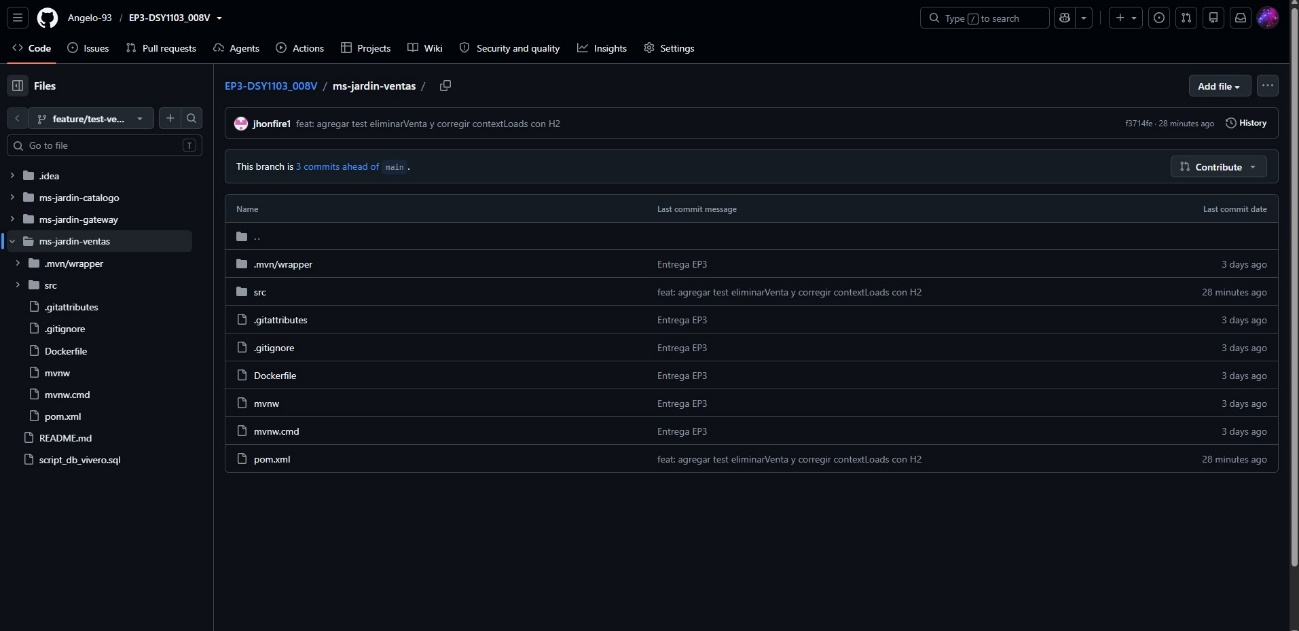 Angelo-93 / EP3-DSY1103_008V
Type / to search
Code Issues Pull requests Agents Actions Projects Wiki Security and quality Insights Settings
Files
feature/test-ve...
Go to file T
.idea
ms-jardin-catalogo
ms-jardin-gateway
ms-jardin-ventas
.mvn/wrapper
src
.gitattributes
.gitignore
Dockerfile
mvnw
mvnw.cmd
pom.xml
README.md
script_db_vivero.sql
EP3-DSY1103_008V / ms-jardin-ventas /
Add file
jhonfire1 feat: agregar test eliminarVenta y corregir contextLoads con H2 f3714fe · 28 minutes ago History
This branch is 3 commits ahead of main .
Contribute
Name Last commit message Last commit date
..
.mvn/wrapper Entrega EP3 3 days ago
src feat: agregar test eliminarVenta y corregir contextLoads con H2 28 minutes ago
.gitattributes Entrega EP3 3 days ago
.gitignore Entrega EP3 3 days ago
Dockerfile Entrega EP3 3 days ago
mvnw Entrega EP3 3 days ago
mvnw.cmd Entrega EP3 3 days ago
pom.xml feat: agregar test eliminarVenta y corregir contextLoads con H2 28 minutes ago